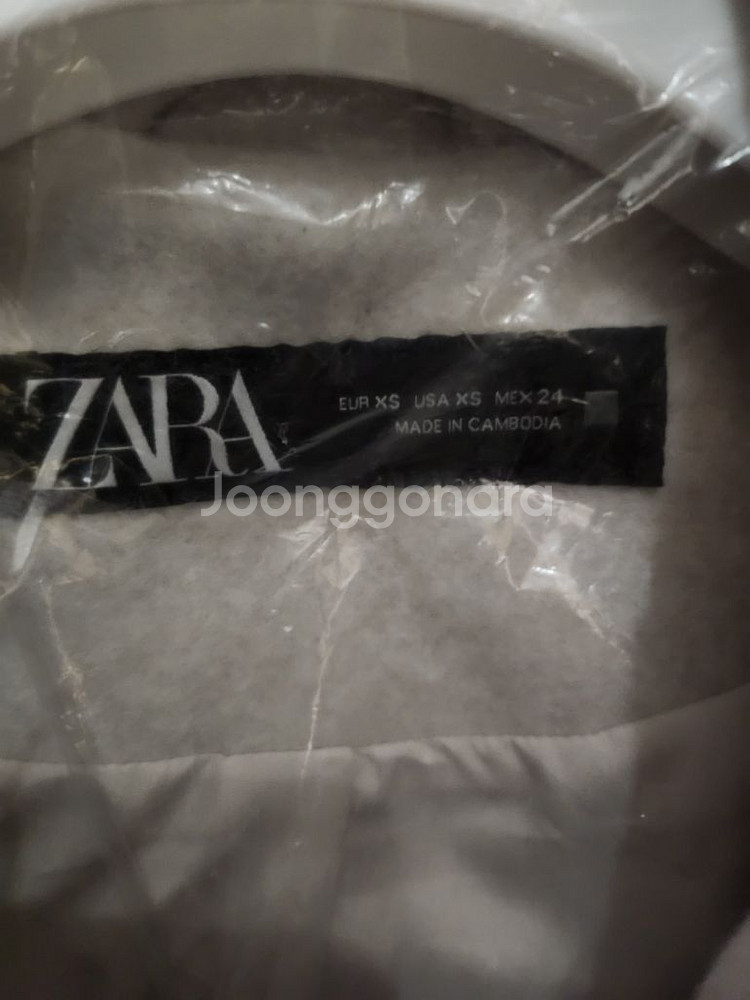 ZARA
EUR XS USA XS MEX 24
MADE IN CAMBODIA
Joonggonara